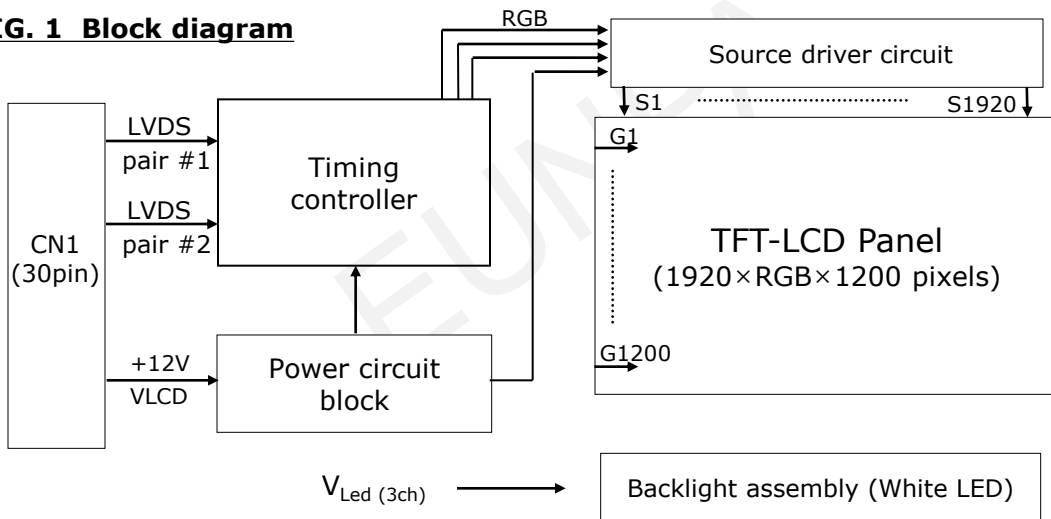 IG. 1 Block diagram
RGB
Source driver circuit
S1
S1920
LVDS
pair #1
Timing
controller
G1
LVDS
pair #2
CN1
(30pin)
TFT-LCD Panel
(1920×RGB×1200 pixels)
+12V
VLCD
Power circuit
block
G1200
VLed (3ch)
Backlight assembly (White LED)